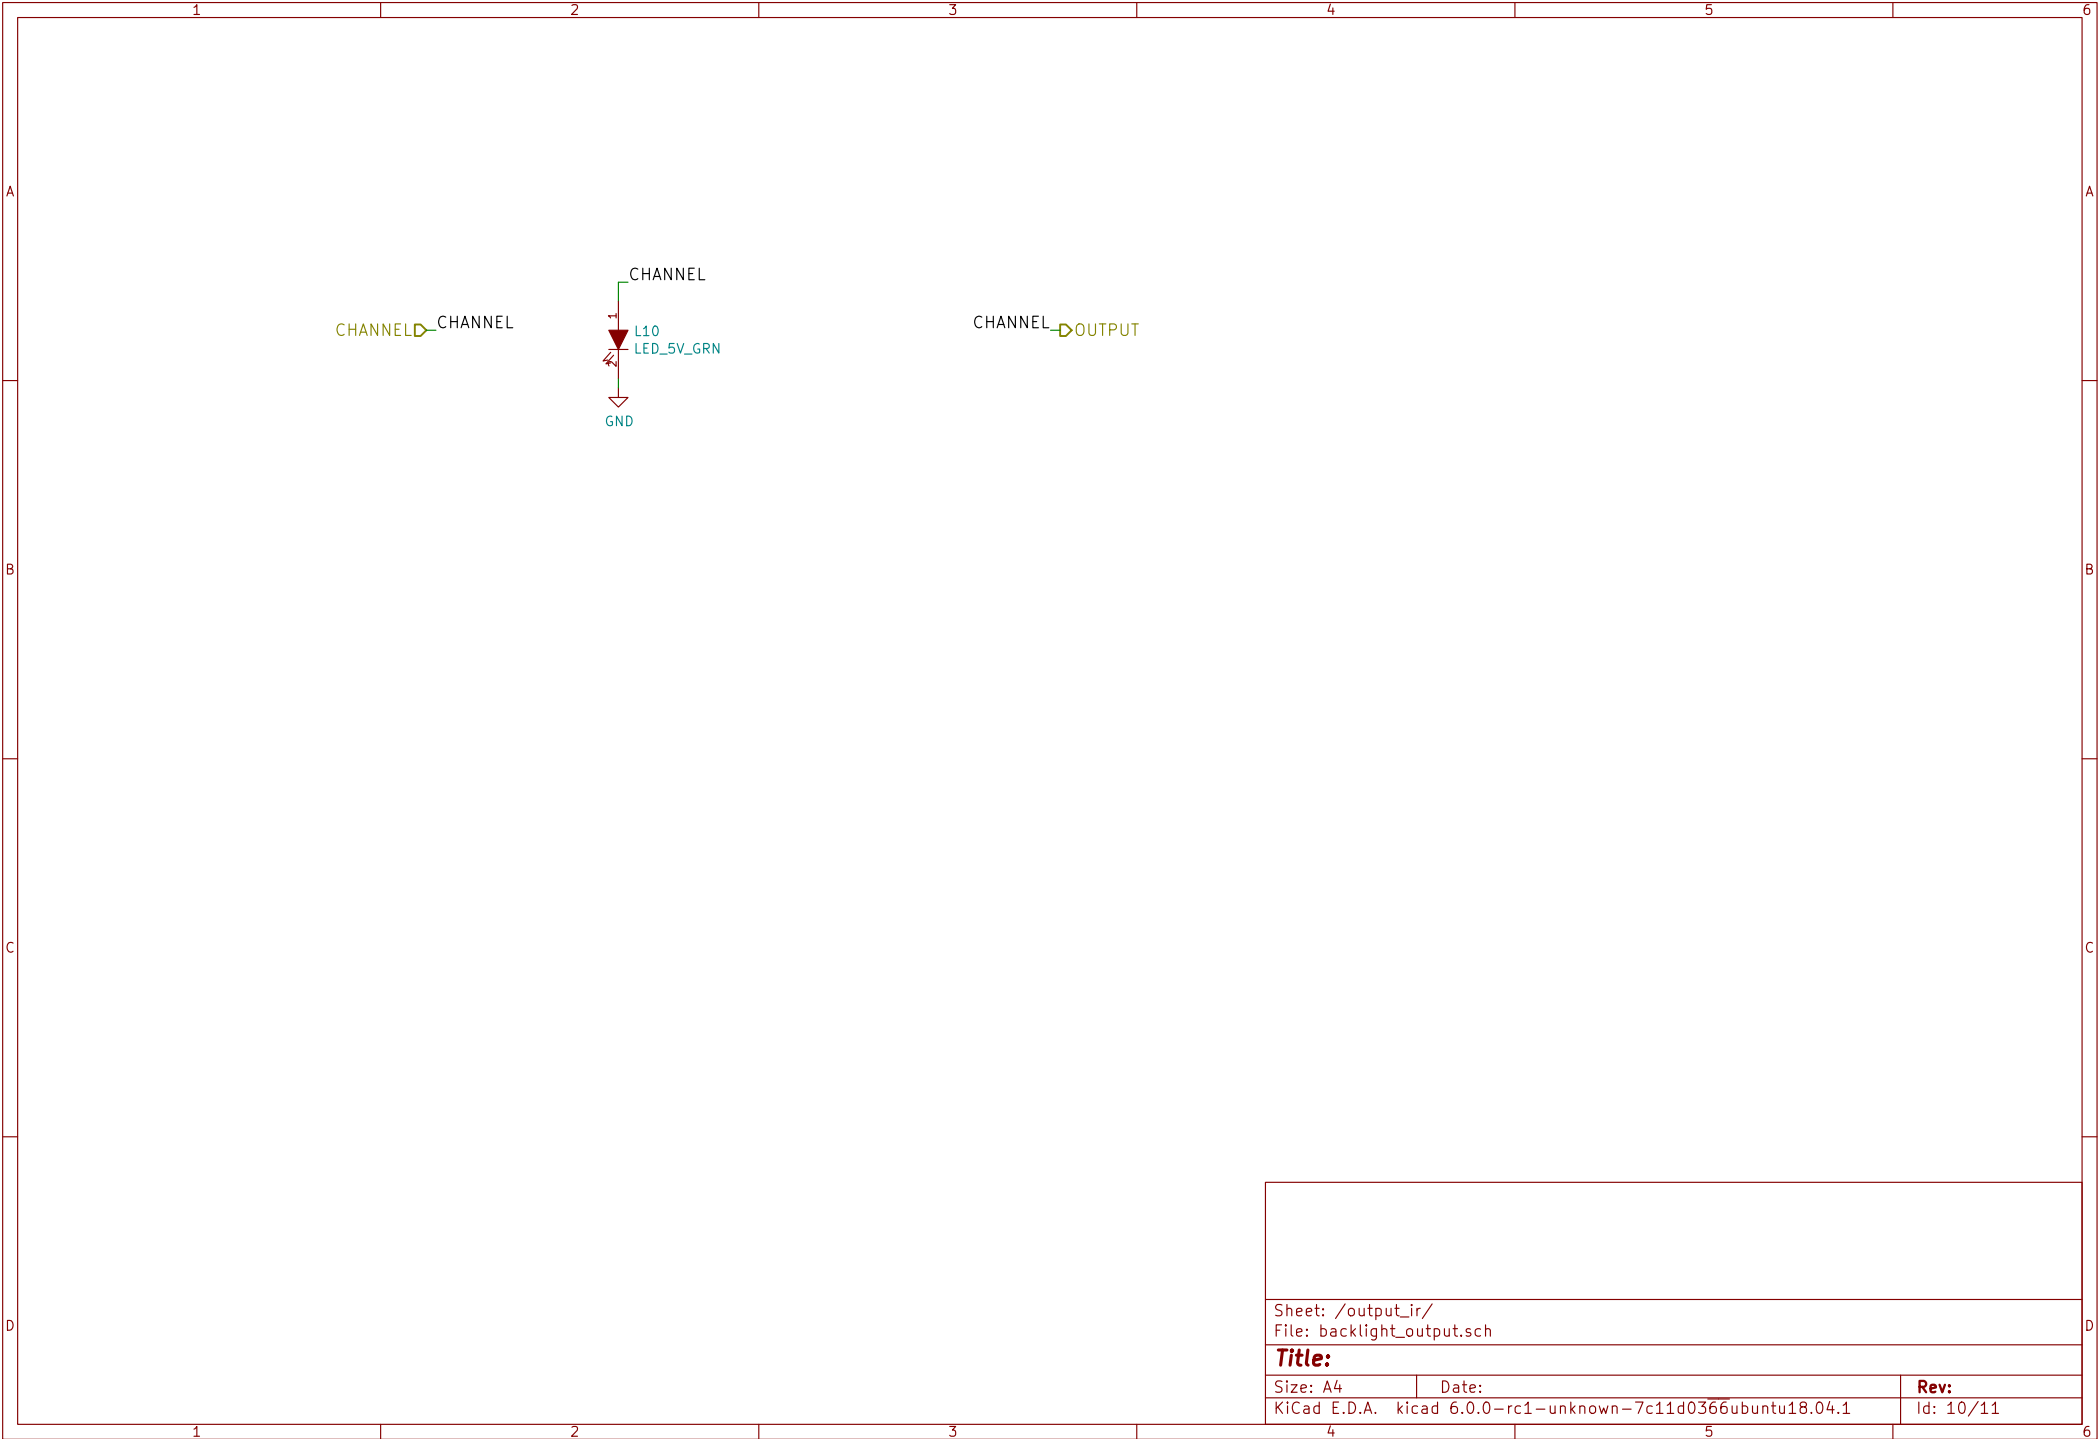 1 2 3 4 5 6
A A
CHANNEL
1
CHANNEL CHANNEL
L10
LED_5V_GRN
2
CHANNEL OUTPUT
GND
B B
C C
Sheet: /output_ir/
File: backlight_output.sch
D D
Title:
Size: A4 Date: Rev:
KiCad E.D.A. kicad 6.0.0-rc1-unknown-7c11d0366ubuntu18.04.1 Id: 10/11
1 2 3 4 5 6